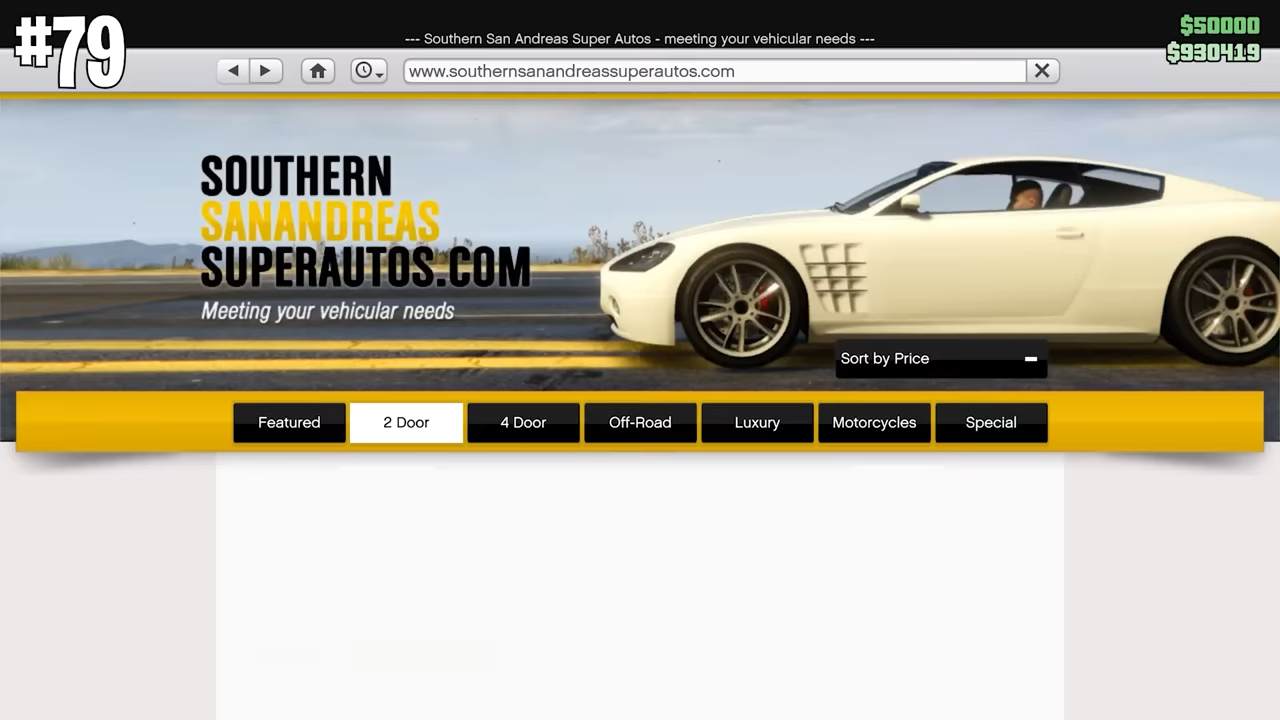 #79
--- Southern San Andreas Super Autos - meeting your vehicular needs ---
$50000
$930419
www.southernsanandreassuperautos.com
SOUTHERN
SANANDREAS
SUPERAUTOS.COM
Meeting your vehicular needs
Sort by Price
Featured
2 Door
4 Door
Off-Road
Luxury
Motorcycles
Special